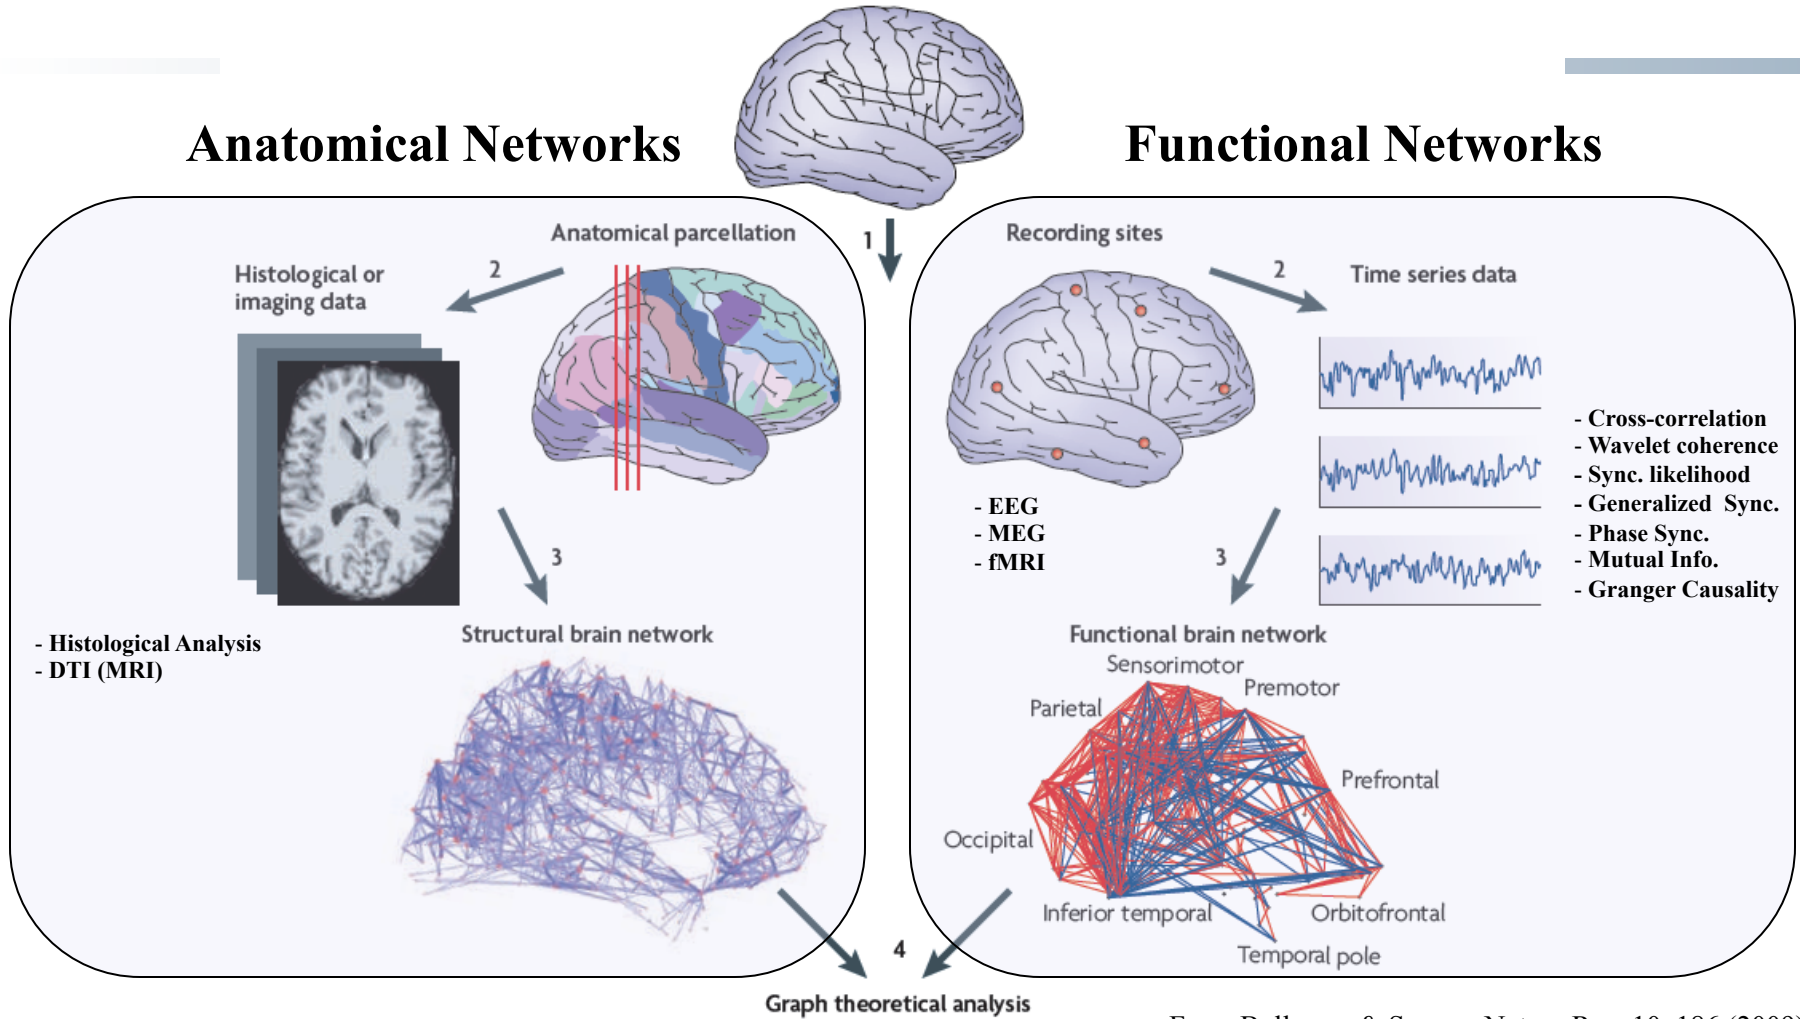 Anatomical Networks
Functional Networks
1
Anatomical parcellation
2
Histological or
imaging data
3
- Histological Analysis
- DTI (MRI)
Structural brain network
Recording sites
2
Time series data
- EEG
- MEG
- fMRI
- Cross-correlation
- Wavelet coherence
- Sync. likelihood
- Generalized Sync.
- Phase Sync.
- Mutual Info.
- Granger Causality
3
Functional brain network
Sensorimotor
Premotor
Parietal
Prefrontal
Occipital
Inferior temporal
Orbitofrontal
Temporal pole
4
Graph theoretical analysis